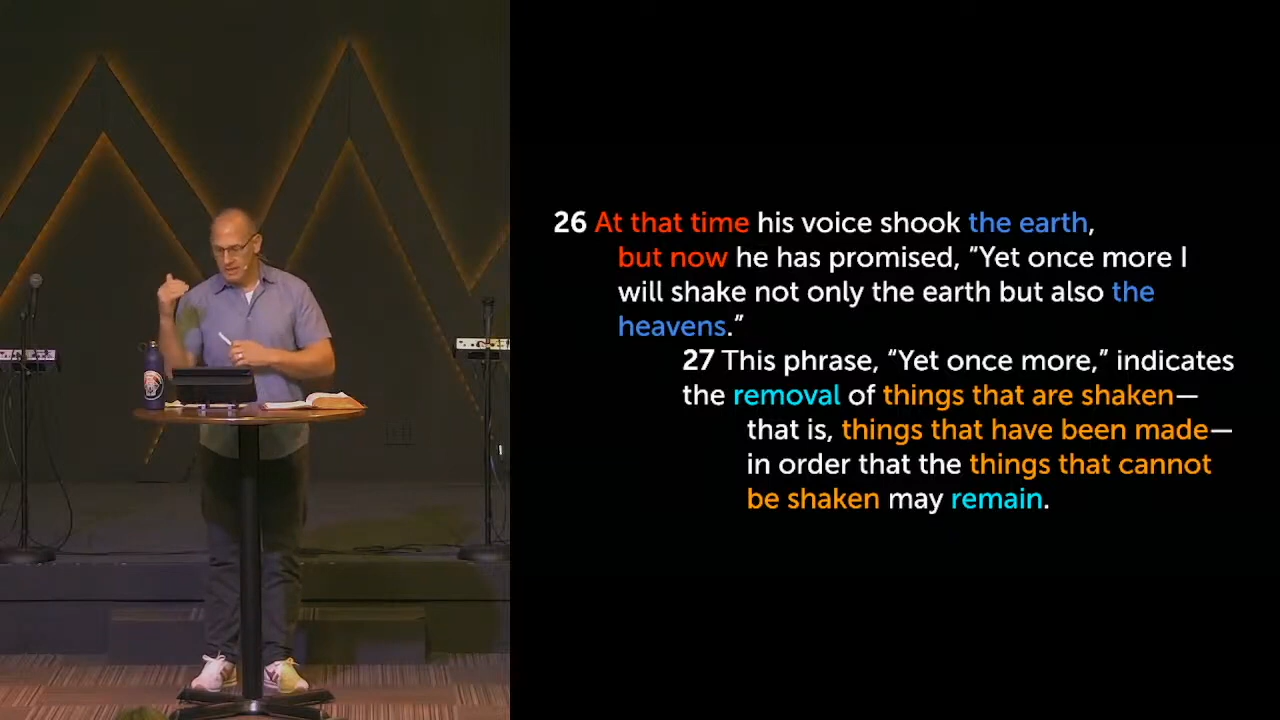 26 At that time his voice shook the earth,
but now he has promised, “Yet once more I
will shake not only the earth but also the
heavens.”
27 This phrase, “Yet once more,” indicates
the removal of things that are shaken—
that is, things that have been made—
in order that the things that cannot
be shaken may remain.